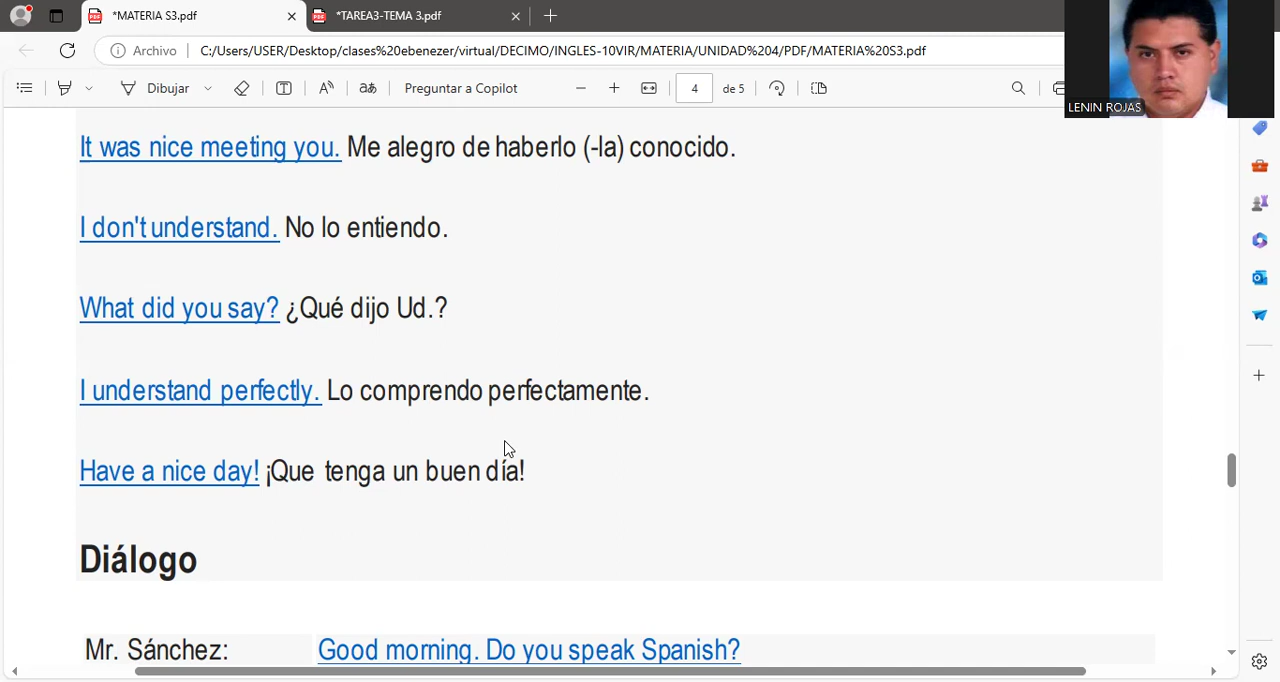 *MATERIA S3.pdf
*TAREA3-TEMA 3.pdf
Archivo
C:/Users/USER/Desktop/clases%20ebenezer/virtual/DECIMO/INGLES-10VIR/MATERIA/UNIDAD%204/PDF/MATERIA%20S3.pdf
Dibujar
aあ
Preguntar a Copilot
4
de 5
LENIN ROJAS
It was nice meeting you. Me alegro de haberlo (-la) conocido.
I don't understand. No lo entiendo.
What did you say? ¿Qué dijo Ud.?
I understand perfectly. Lo comprendo perfectamente.
Have a nice day! ¡Que tenga un buen día!
Diálogo
Mr. Sánchez: Good morning. Do you speak Spanish?